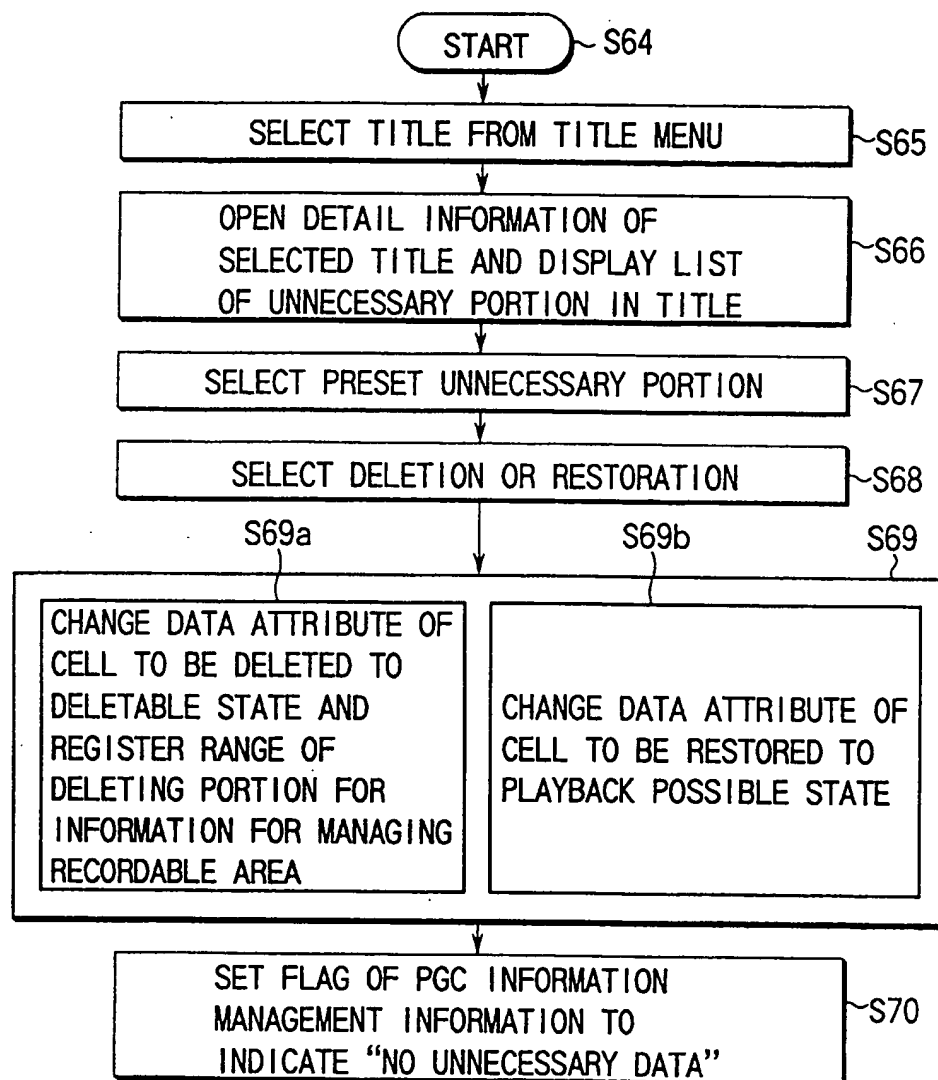 START
S64
SELECT TITLE FROM TITLE MENU
S65
OPEN DETAIL INFORMATION OF
SELECTED TITLE AND DISPLAY LIST
OF UNNECESSARY PORTION IN TITLE
S66
SELECT PRESET UNNECESSARY PORTION
S67
SELECT DELETION OR RESTORATION
S68
S69a
S69b
S69
CHANGE DATA ATTRIBUTE OF
CELL TO BE DELETED TO
DELETABLE STATE AND
REGISTER RANGE OF
DELETING PORTION FOR
INFORMATION FOR MANAGING
RECORDABLE AREA
CHANGE DATA ATTRIBUTE OF
CELL TO BE RESTORED TO
PLAYBACK POSSIBLE STATE
SET FLAG OF PGC INFORMATION
MANAGEMENT INFORMATION TO
INDICATE “NO UNNECESSARY DATA”
S70